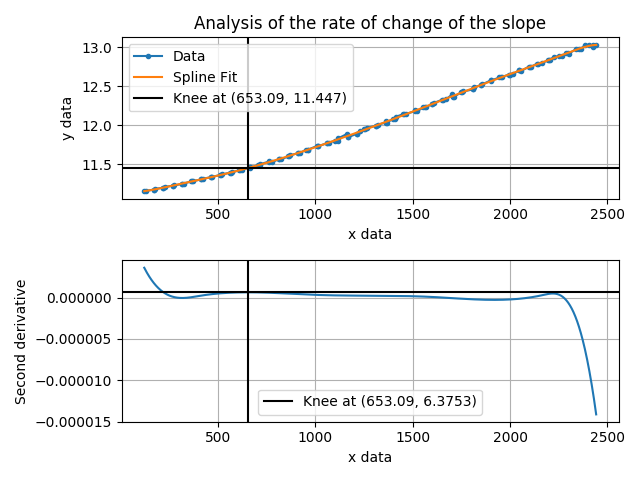 Analysis of the rate of change of the slope
13.0
12.5
12.0
11.5
y data
Data
Spline Fit
Knee at (653.09, 11.447)
500 1000 1500 2000 2500
x data
0.000000
−0.000005
−0.000010
−0.000015
Second derivative
Knee at (653.09, 6.3753)
500 1000 1500 2000 2500
x data